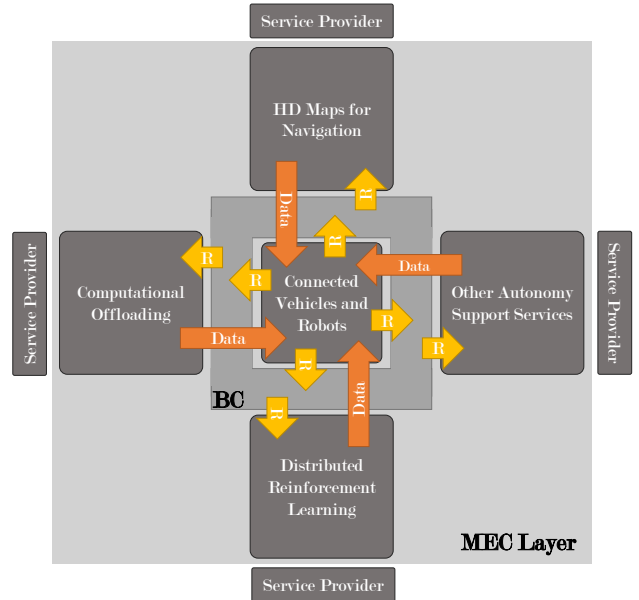 Service Provider
HD Maps for
Navigation
Data
R
R
Service Provider
Computational
Offloading
R
R
Data
Connected
Vehicles and
Robots
Data
R
R
Other Autonomy
Support Services
Service Provider
R
R
Data
BC
Distributed
Reinforcement
Learning
MEC Layer
Service Provider